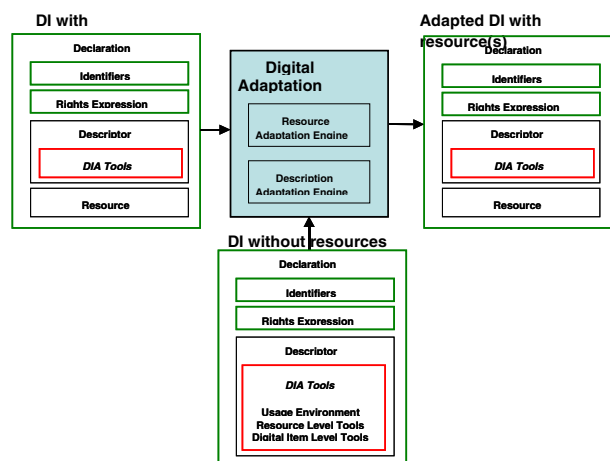 DI with
Declaration
Identifiers
Rights Expression
Descriptor
DIA Tools
Resource
Digital
Adaptation
Resource
Adaptation Engine
Description
Adaptation Engine
Adapted DI with
resource(s)
Declaration
Identifiers
Rights Expression
Descriptor
DIA Tools
Resource
DI without resources
Declaration
Identifiers
Rights Expression
Descriptor
DIA Tools
Usage Environment
Resource Level Tools
Digital Item Level Tools